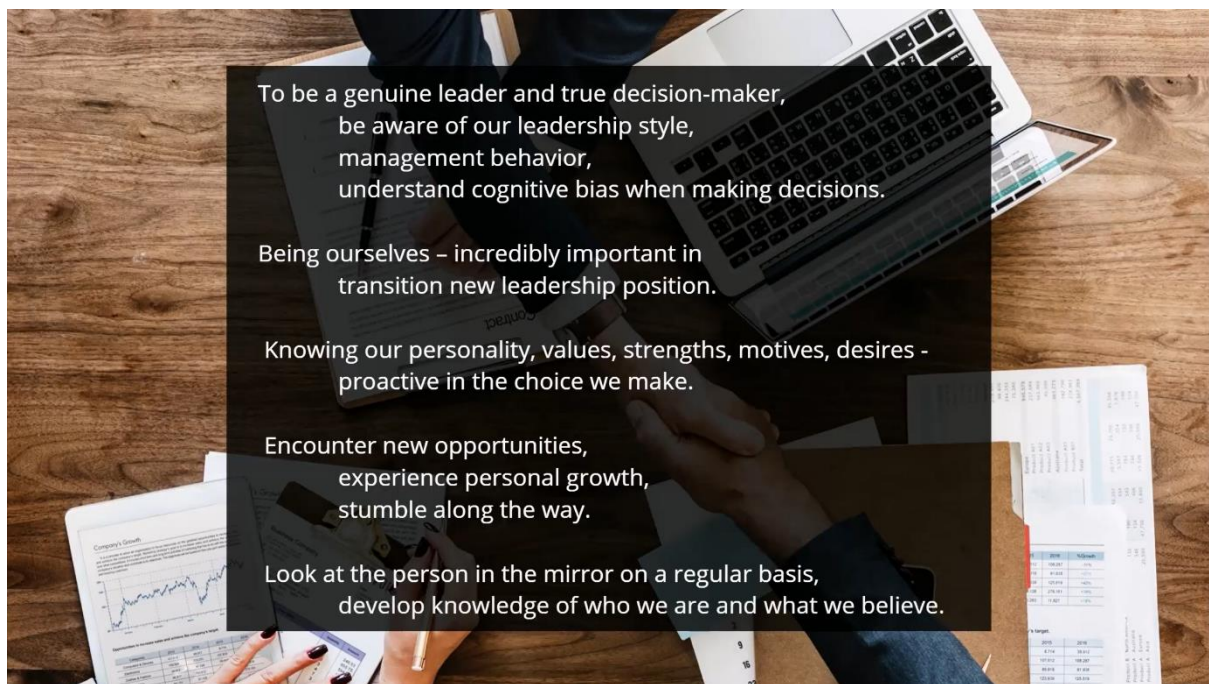 To be a genuine leader and true decision-maker,
be aware of our leadership style,
management behavior,
understand cognitive bias when making decisions.
Being ourselves – incredibly important in
transition new leadership position.
Knowing our personality, values, strengths, motives, desires -
proactive in the choice we make.
Encounter new opportunities,
experience personal growth,
stumble along the way.
Look at the person in the mirror on a regular basis,
develop knowledge of who we are and what we believe.
Contract
Company's Growth